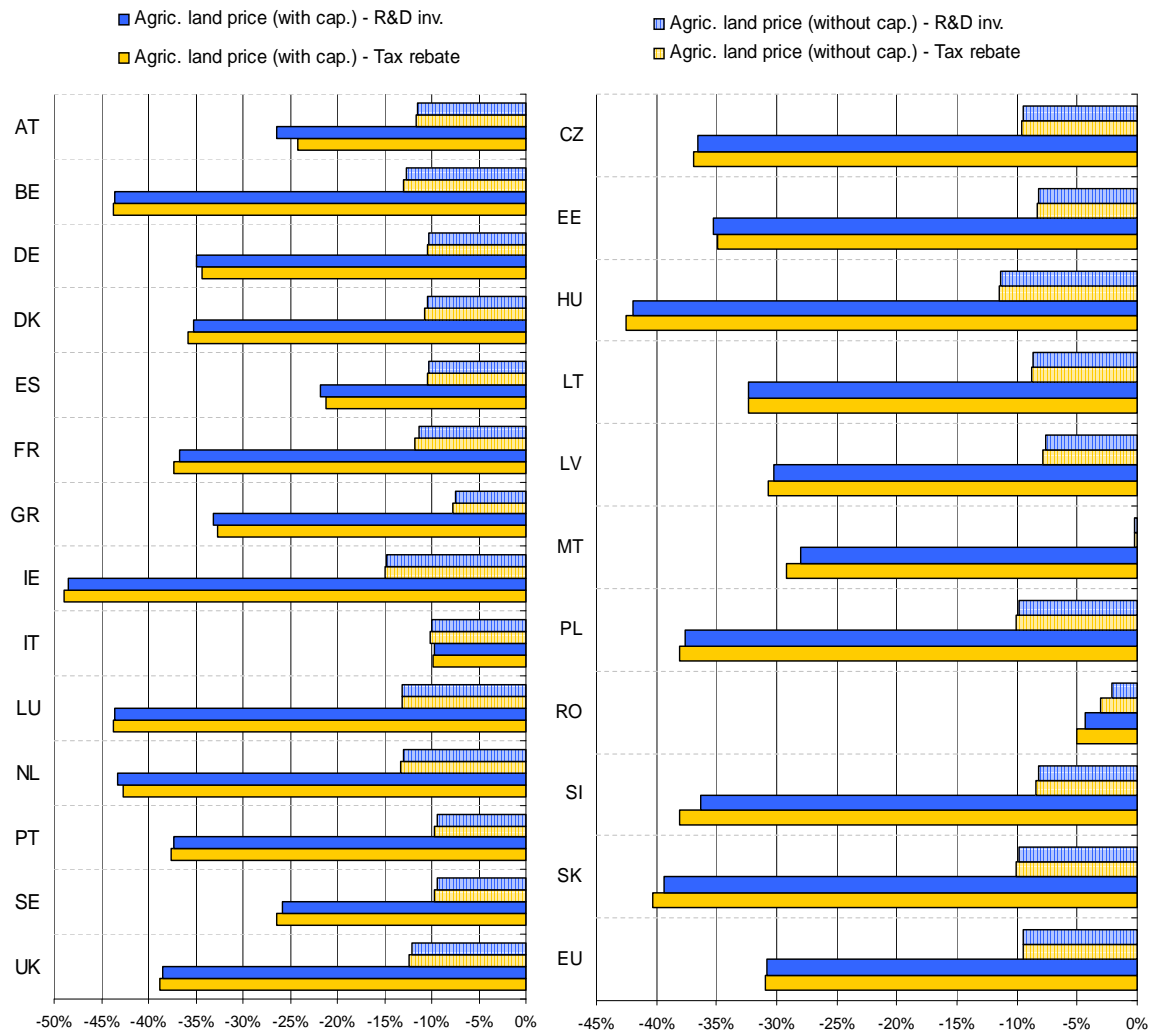 Agric. land price (with cap.) - R&D inv.
Agric. land price (with cap.) - Tax rebate
Agric. land price (without cap.) - R&D inv.
Agric. land price (without cap.) - Tax rebate
AT
BE
DE
DK
ES
FR
GR
IE
IT
LU
NL
PT
SE
UK
-50% -45% -40% -35% -30% -25% -20% -15% -10% -5% 0%
CZ
EE
HU
LT
LV
MT
PL
RO
SI
SK
EU
-45% -40% -35% -30% -25% -20% -15% -10% -5% 0%